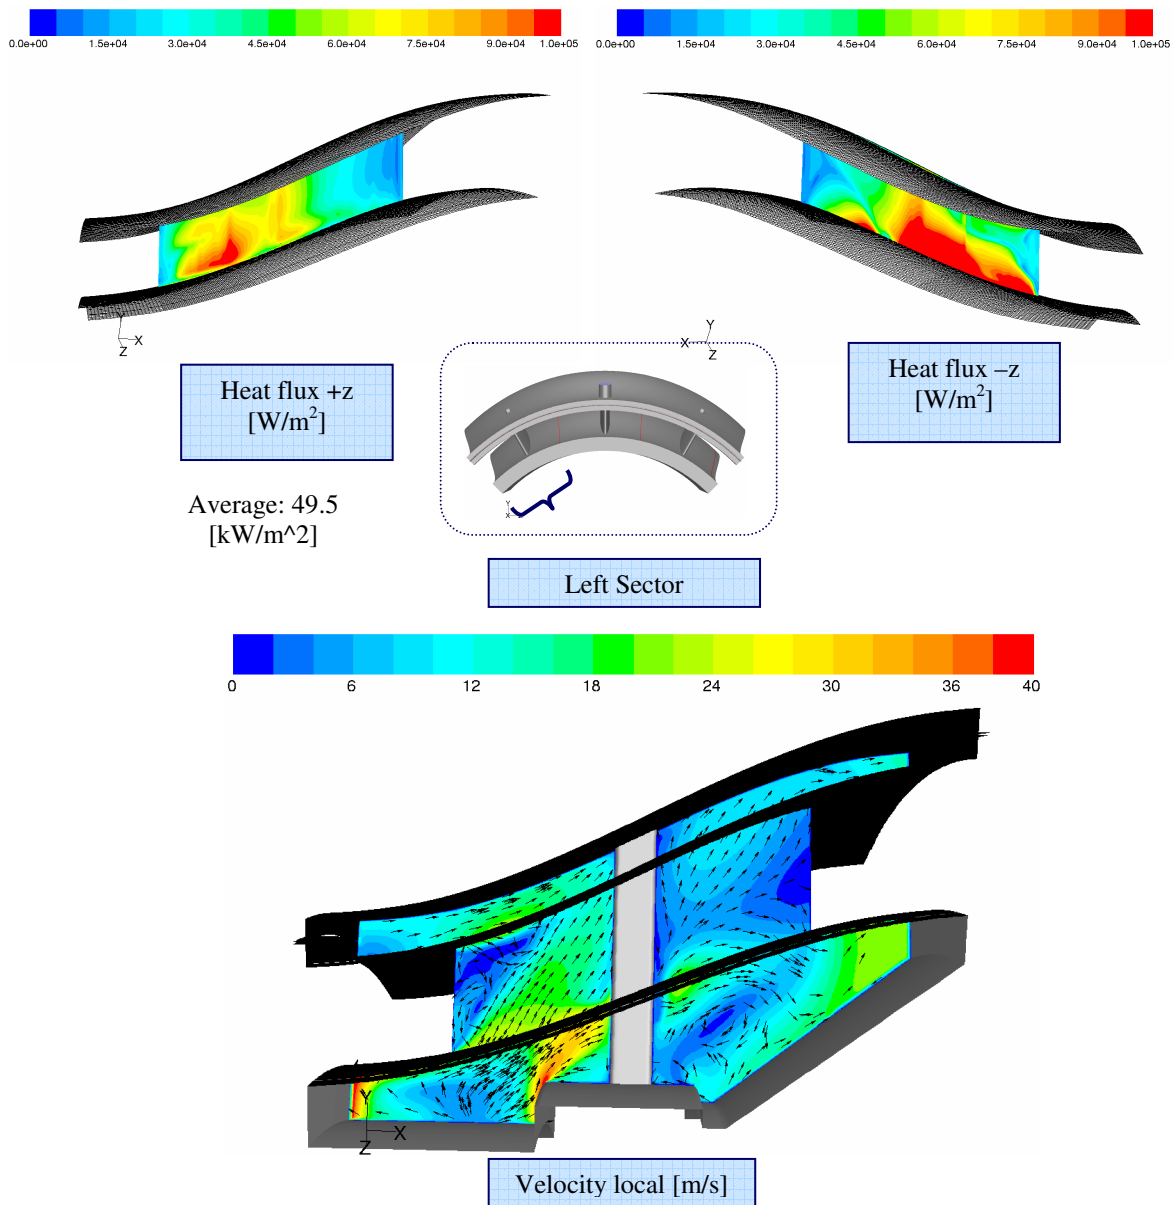 0.0e+00 1.5e+04 3.0e+04 4.5e+04 6.0e+04 7.5e+04 9.0e+04 1.0e+05
0.0e+00 1.5e+04 3.0e+04 4.5e+04 6.0e+04 7.5e+04 9.0e+04 1.0e+05
Y
X
Z
Y
X
Z
Heat flux +z
[W/m²]
Heat flux –z
[W/m²]
Average: 49.5
[kW/m^2]
Y
X
Left Sector
0 6 12 18 24 30 36 40
Y
X
Z
Velocity local [m/s]